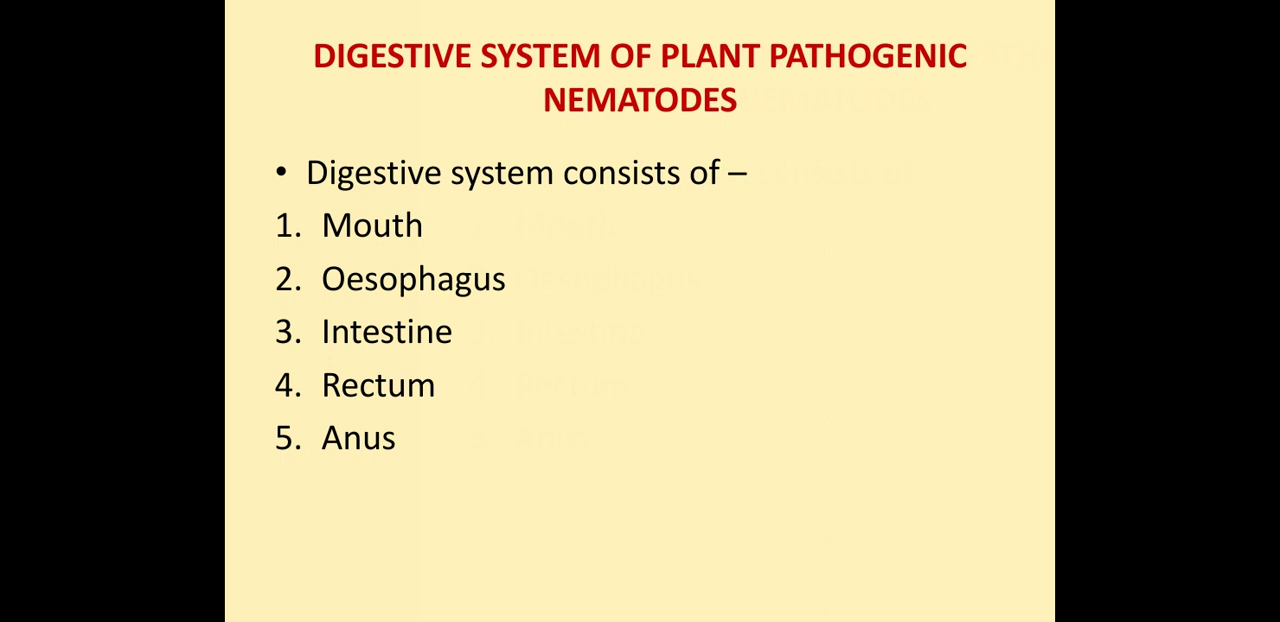 DIGESTIVE SYSTEM OF PLANT PATHOGENIC
NEMATODES
• Digestive system consists of –
1. Mouth
2. Oesophagus
3. Intestine
4. Rectum
5. Anus